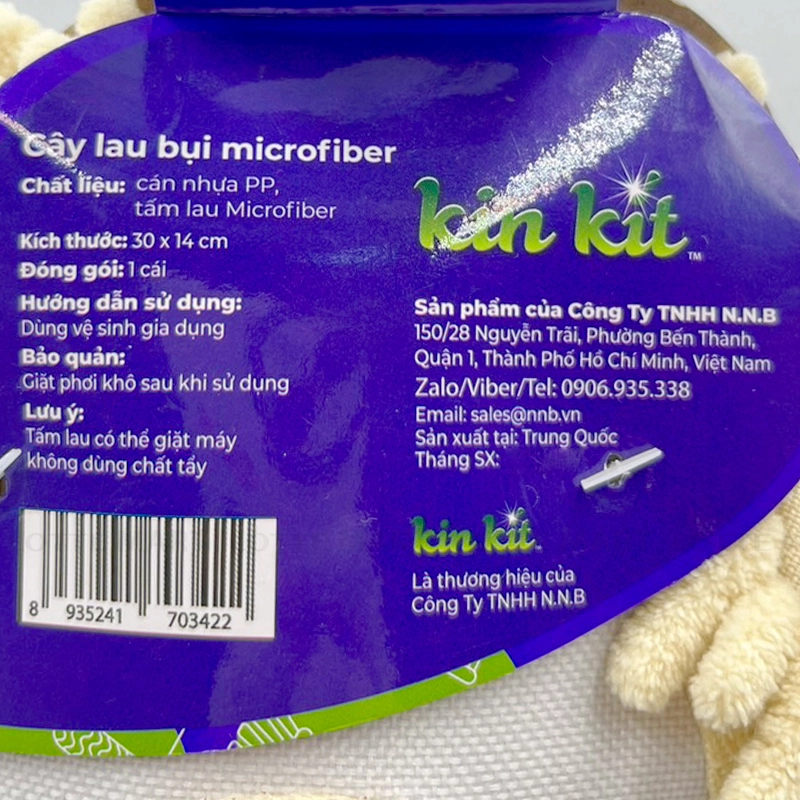 Cây lau bụi microfiber
Chất liệu: cán nhựa PP,
tấm lau Microfiber
Kích thước: 30 x 14 cm
Đóng gói: 1 cái
Hướng dẫn sử dụng:
Dùng vệ sinh gia dụng
Bảo quản:
Giặt phơi khô sau khi sử dụng
Lưu ý:
Tấm lau có thể giặt máy
không dùng chất tẩy
8 935241 703422
kin kit TM
Sản phẩm của Công Ty TNHH N.N.B
150/28 Nguyễn Trãi, Phường Bến Thành,
Quận 1, Thành Phố Hồ Chí Minh, Việt Nam
Zalo/Viber/Tel: 0906.935.338
Email: sales@nnb.vn
Sản xuất tại: Trung Quốc
Tháng SX:
kin kit
Là thương hiệu của
Công Ty TNHH N.N.B